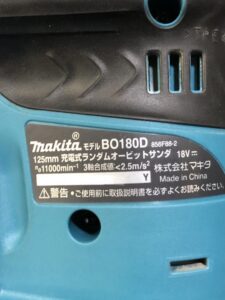 makita モデル BO180D 856F88-2
125mm 充電式ランダムオービットサンダ 18V⎓
n₀11000min⁻¹ 3軸合成値<2.5m/s² 株式会社マキタ
Y Made in China
⚠警告・ご使用前に取扱説明書を必ずよくお読みください。